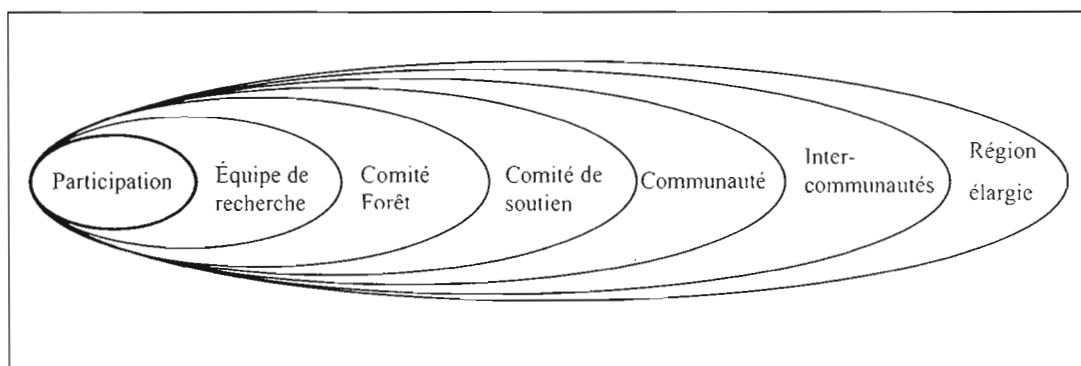 Participation
Équipe de
recherche
Comité
Forêt
Comité de
soutien
Communauté
Inter-
communautés
Région
élargie